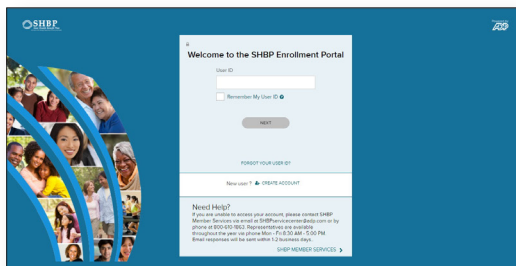 SHBP
ADP
Welcome to the SHBP Enrollment Portal
User ID
Remember My User ID
NEXT
FORGOT YOUR USER ID?
New user ? CREATE ACCOUNT
Need Help?
If you are unable to access your account, please contact SHBP
Member Services via email at SHBPservicecenter@adp.com or by
phone at 800-610-1863. Representatives are available
throughout the year via phone Mon - Fri 8:30 AM - 5:00 PM.
Email responses will be sent within 1-2 business days.
SHBP MEMBER SERVICES